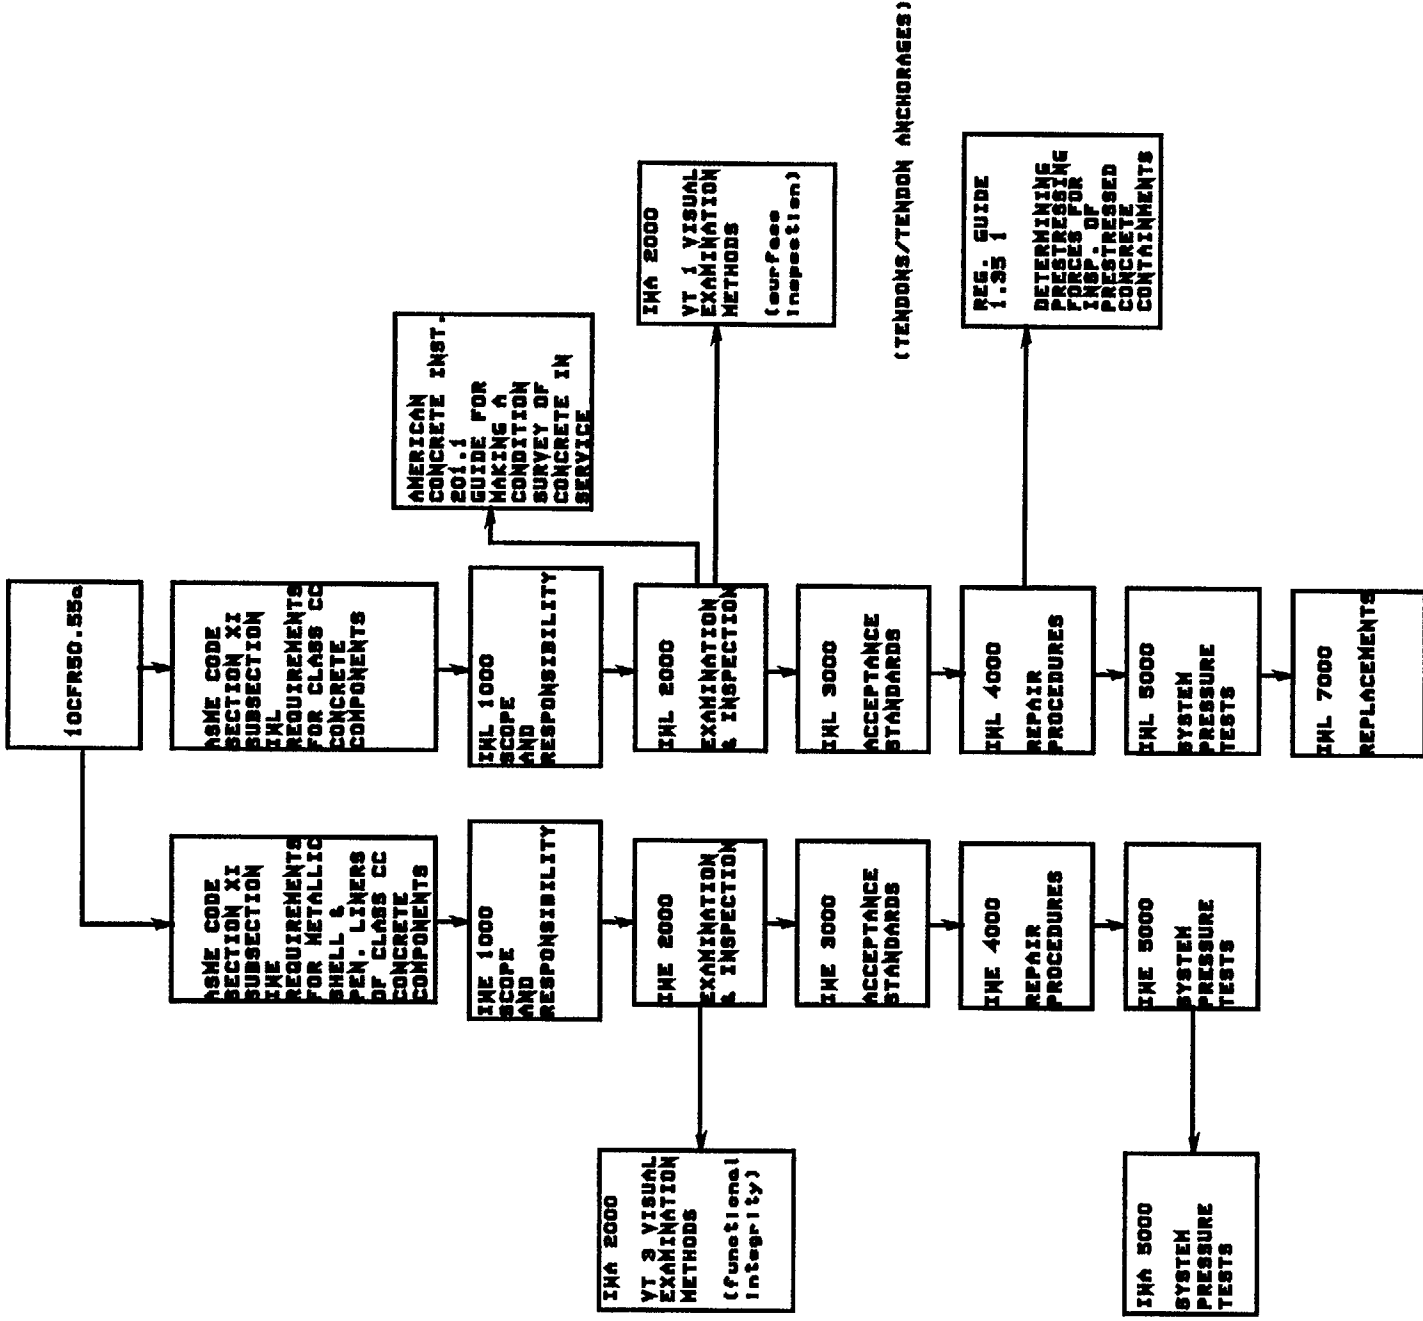 10CFR50.55a
ASME CODE
SECTION XI
SUBSECTION
IWE
REQUIREMENTS
FOR METALLIC
SHELL &
PEN. LINERS
OF CLASS CC
CONCRETE
COMPONENTS
IWE 1000
SCOPE
AND
RESPONSIBILITY
IWE 2000
EXAMINATION
& INSPECTION
IWE 3000
ACCEPTANCE
STANDARDS
IWE 4000
REPAIR
PROCEDURES
IWE 5000
SYSTEM
PRESSURE
TESTS
IWA 2000
VT 3 VISUAL
EXAMINATION
METHODS
(functional
integrity)
IWA 5000
SYSTEM
PRESSURE
TESTS
ASME CODE
SECTION XI
SUBSECTION
IWL
REQUIREMENTS
FOR CLASS CC
CONCRETE
COMPONENTS
IWL 1000
SCOPE
AND
RESPONSIBILITY
IWL 2000
EXAMINATION
& INSPECTION
IWL 3000
ACCEPTANCE
STANDARDS
IWL 4000
REPAIR
PROCEDURES
IWL 5000
SYSTEM
PRESSURE
TESTS
IWL 7000
REPLACEMENTS
AMERICAN
CONCRETE INST.
201.1
GUIDE FOR
MAKING A
CONDITION
SURVEY OF
CONCRETE IN
SERVICE
IWA 2000
VT 1 VISUAL
EXAMINATION
METHODS
(surface
inspection)
(TENDONS/TENDON ANCHORAGES)
REG. GUIDE
1.35 1
DETERMINING
PRESTRESSING
FORCES FOR
INSP. OF
PRESTRESSED
CONCRETE
CONTAINMENTS